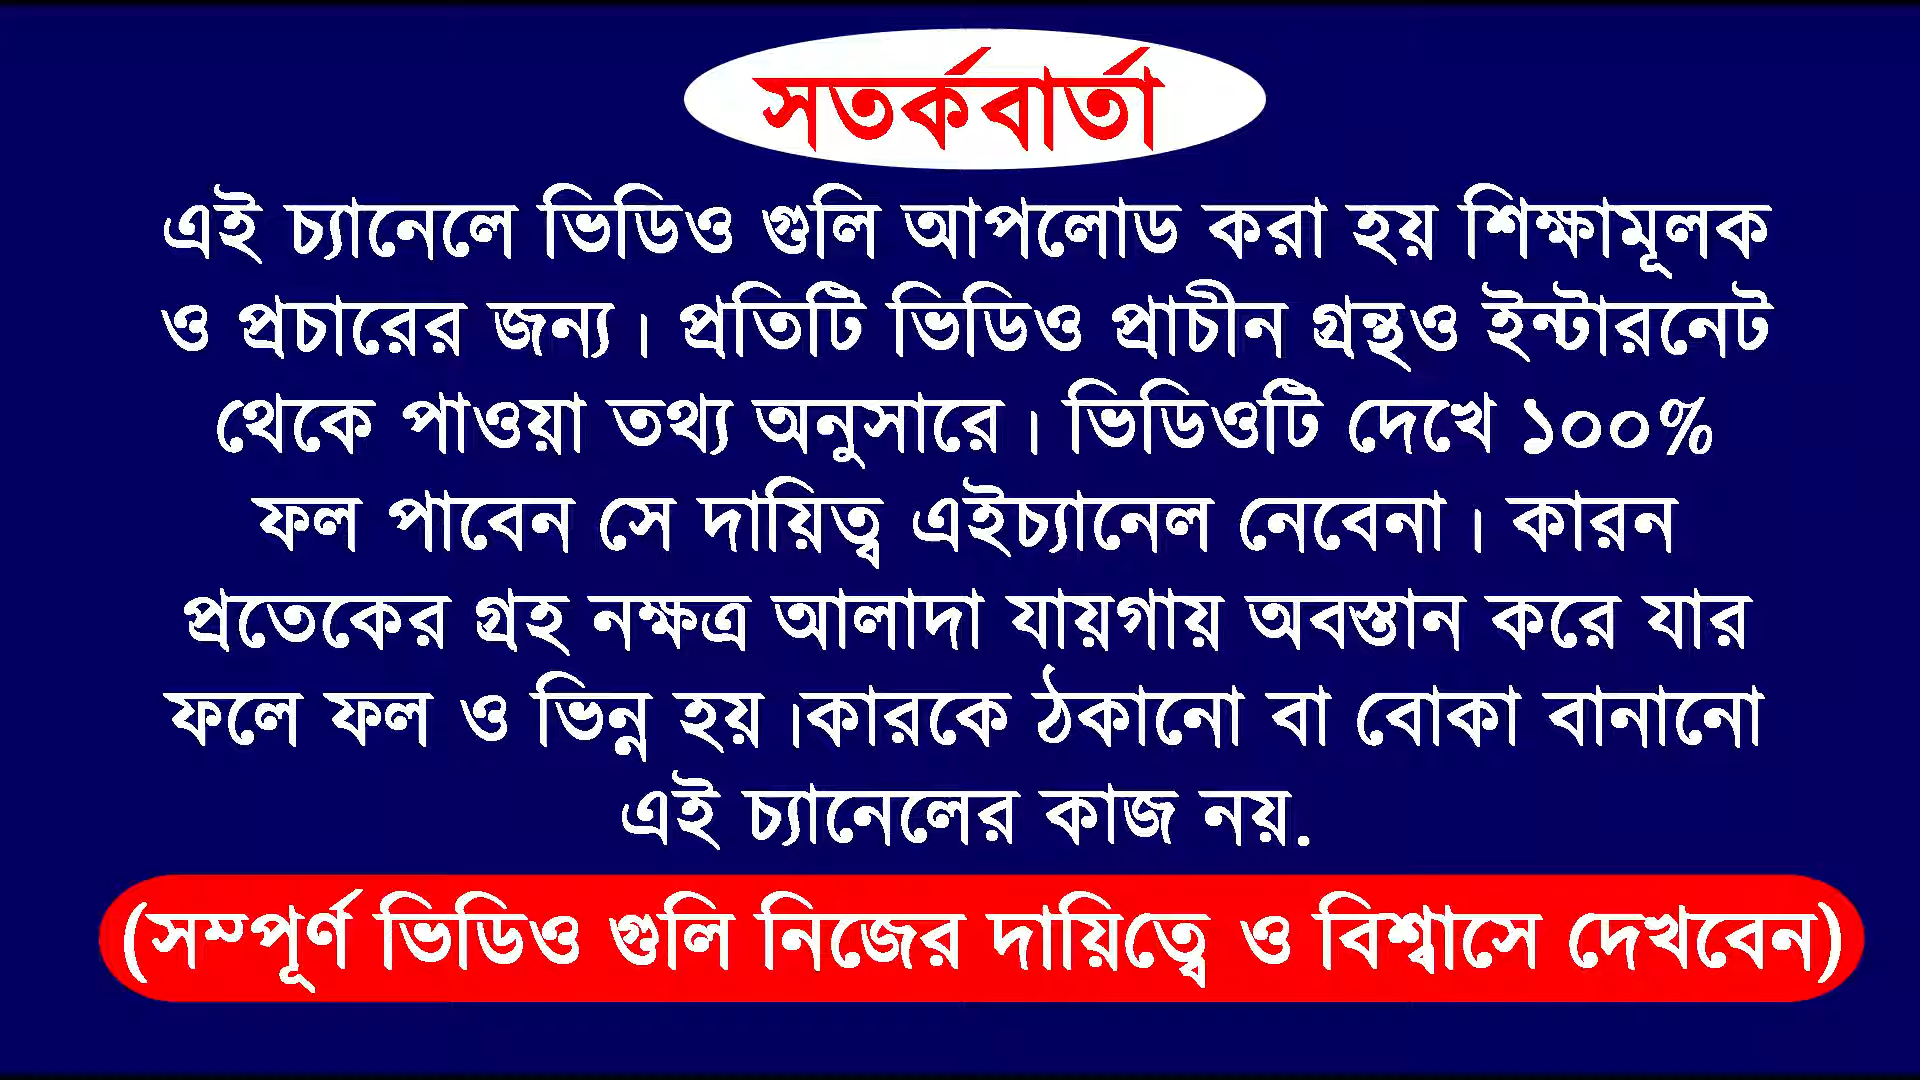 সতর্কবার্তা
এই চ্যানেলে ভিডিও গুলি আপলোড করা হয় শিক্ষামূলক
ও প্রচারের জন্য। প্রতিটি ভিডিও প্রাচীন গ্রন্থও ইন্টারনেট
থেকে পাওয়া তথ্য অনুসারে। ভিডিওটি দেখে ১০০%
ফল পাবেন সে দায়িত্ব এইচ্যানেল নেবেনা। কারন
প্রতেকের গ্রহ নক্ষত্র আলাদা যায়গায় অবস্তান করে যার
ফলে ফল ও ভিন্ন হয়।কারকে ঠকানো বা বোকা বানানো
এই চ্যানেলের কাজ নয়.
(সম্পূর্ণ ভিডিও গুলি নিজের দায়িত্বে ও বিশ্বাসে দেখবেন)